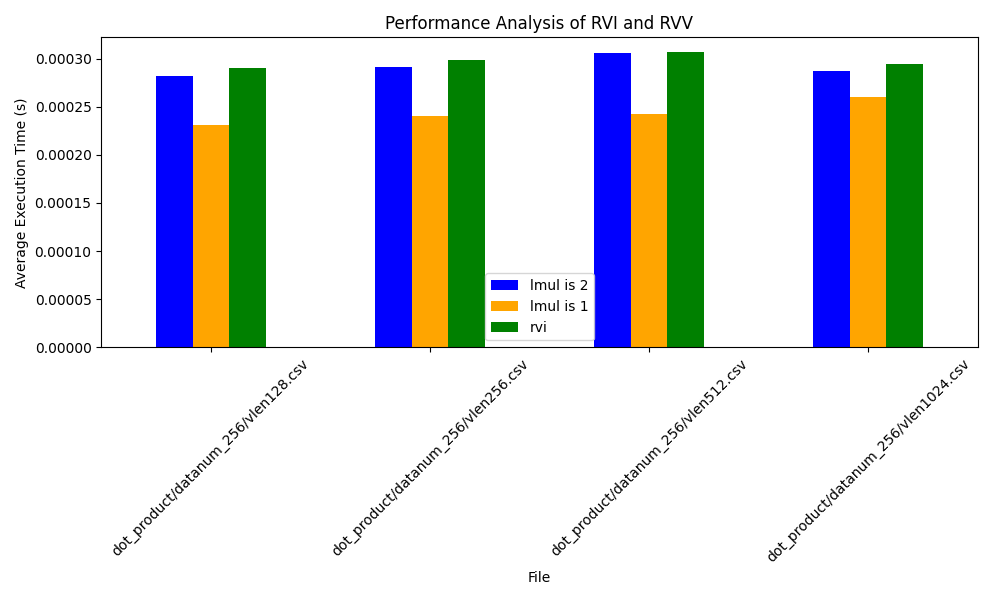 Performance Analysis of RVI and RVV
Average Execution Time (s)
0.00030
0.00025
0.00020
0.00015
0.00010
0.00005
0.00000
lmul is 2
lmul is 1
rvi
dot_product/datanum_256/vlen128.csv
dot_product/datanum_256/vlen256.csv
dot_product/datanum_256/vlen512.csv
dot_product/datanum_256/vlen1024.csv
File